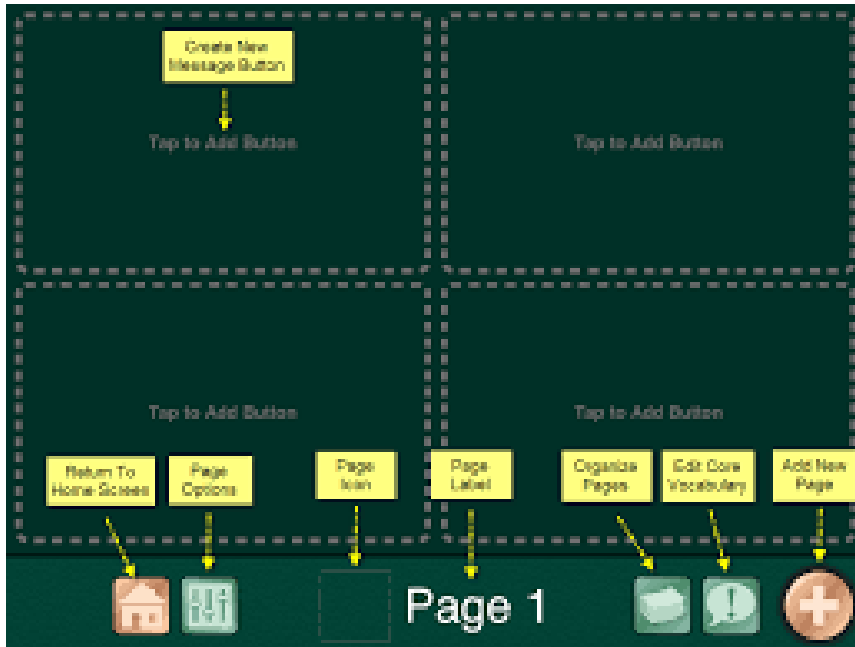 Create New
Message Button
Tap to Add Button
Tap to Add Button
Tap to Add Button
Tap to Add Button
Return To
Home Screen
Page
Options
Page
Icon
Page
Label
Organize
Pages
Edit Core
Vocabulary
Add New
Page
Page 1